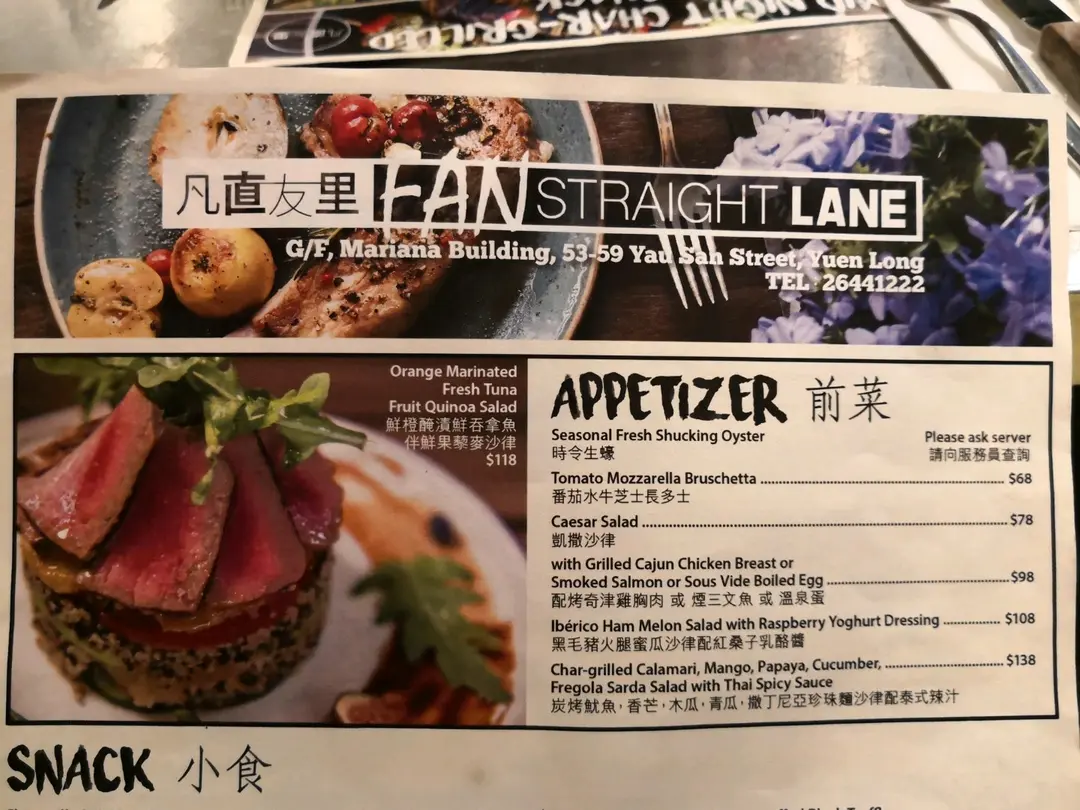 MID NIGHT CHAR-GRILLED
SNACK
凡直友里 FAN STRAIGHT LANE
G/F, Mariana Building, 53-59 Yau Sah Street, Yuen Long
TEL : 26441222
Orange Marinated
Fresh Tuna
Fruit Quinoa Salad
鮮橙醃漬鮮吞拿魚
伴鮮果藜麥沙律
$118
APPETIZER 前菜
Seasonal Fresh Shucking Oyster Please ask server
時令生蠔 請向服務員查詢
Tomato Mozzarella Bruschetta ........ $68
番茄水牛芝士長多士
Caesar Salad ........ $78
凱撒沙律
with Grilled Cajun Chicken Breast or
Smoked Salmon or Sous Vide Boiled Egg ........ $98
配烤奇津雞胸肉 或 煙三文魚 或 溫泉蛋
Ibérico Ham Melon Salad with Raspberry Yoghurt Dressing ........ $108
黑毛豬火腿蜜瓜沙律配紅桑子乳酪醬
Char-grilled Calamari, Mango, Papaya, Cucumber, ........ $138
Fregola Sarda Salad with Thai Spicy Sauce
炭烤魷魚，香芒，木瓜，青瓜，撒丁尼亞珍珠麵沙律配泰式辣汁
SNACK 小食